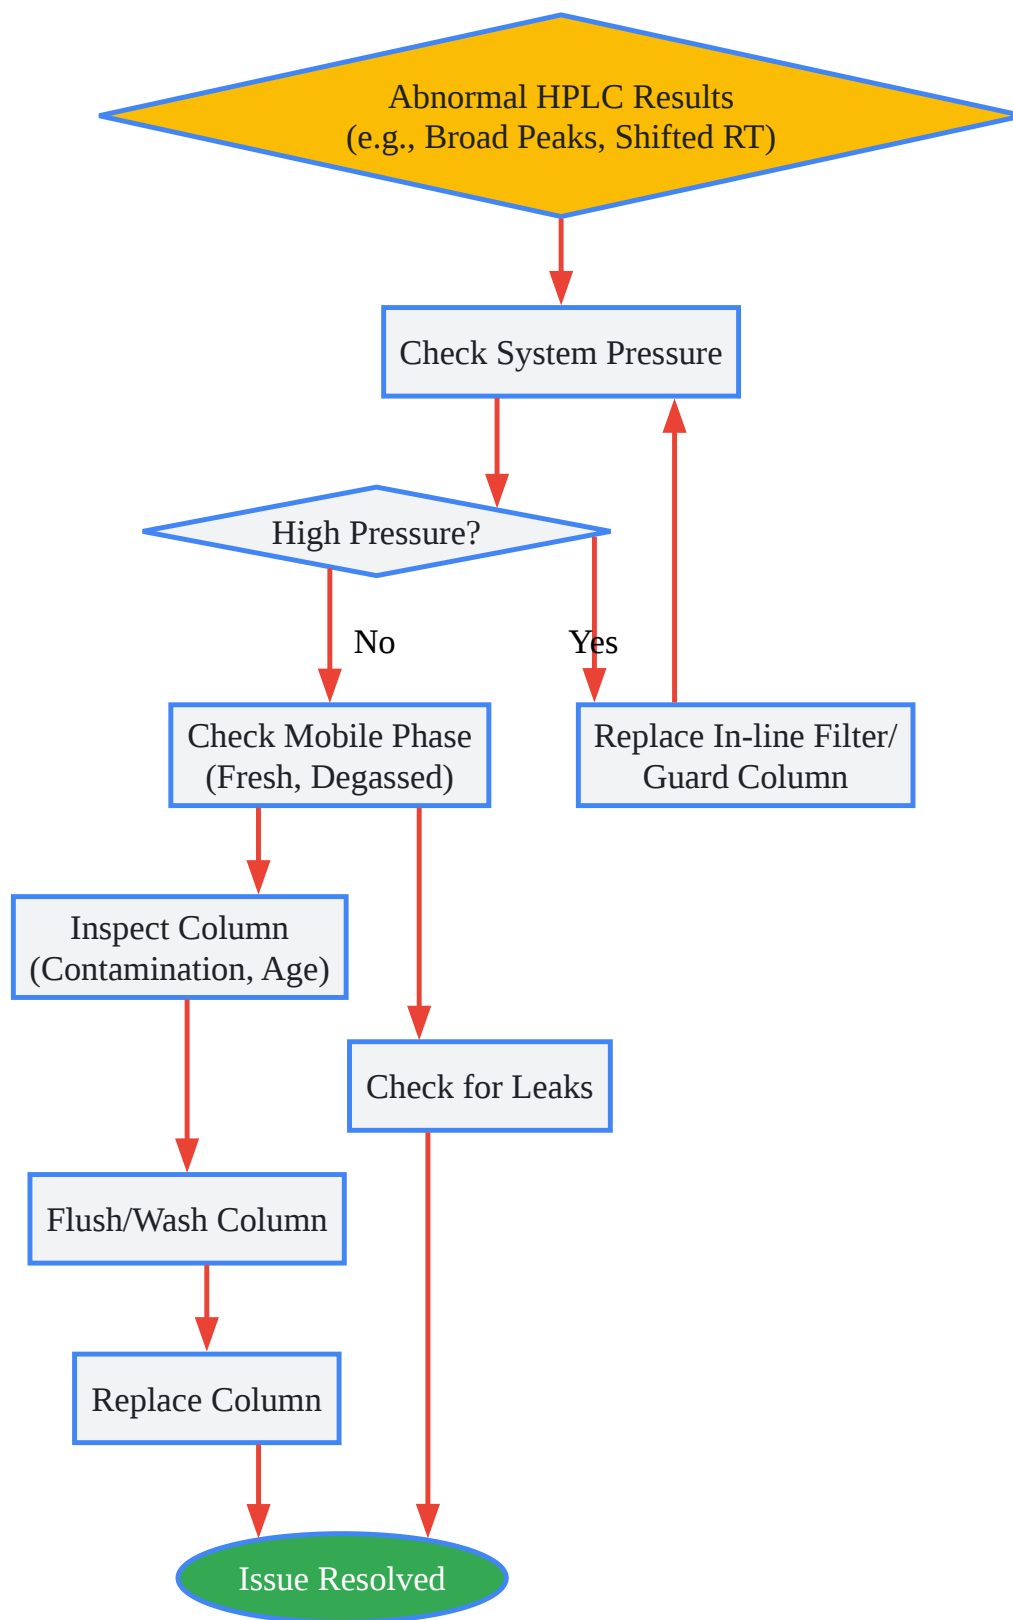 Abnormal HPLC Results
(e.g., Broad Peaks, Shifted RT)
Check System Pressure
High Pressure?
No
Yes
Check Mobile Phase
(Fresh, Degassed)
Replace In-line Filter/
Guard Column
Inspect Column
(Contamination, Age)
Check for Leaks
Flush/Wash Column
Replace Column
Issue Resolved